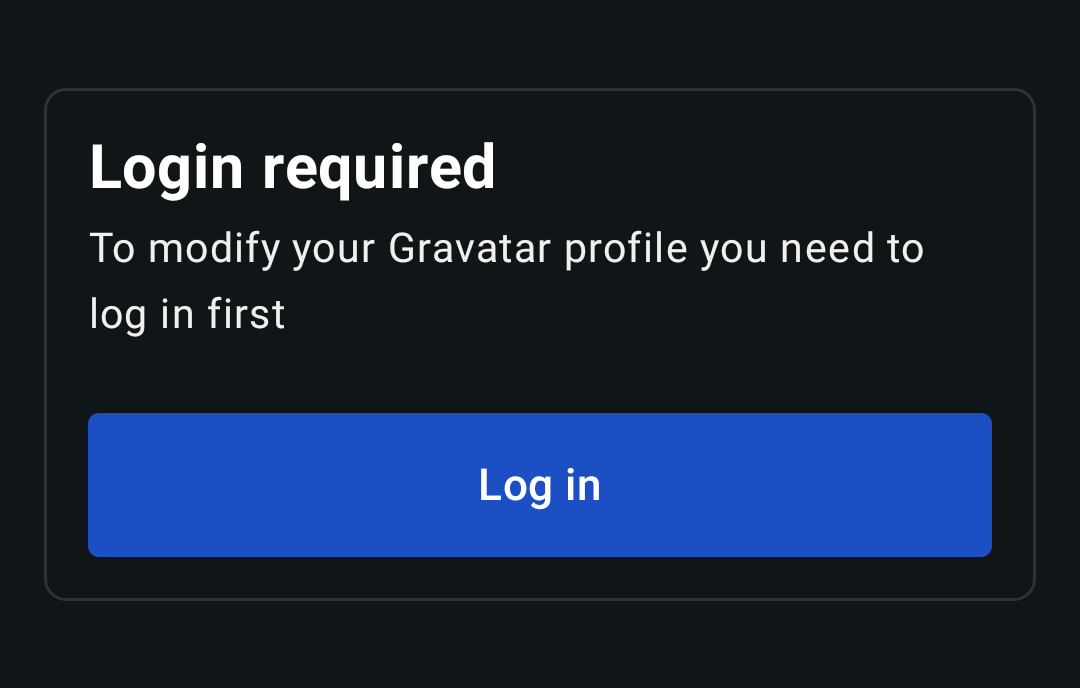 Login required
To modify your Gravatar profile you need to
log in first
Log in